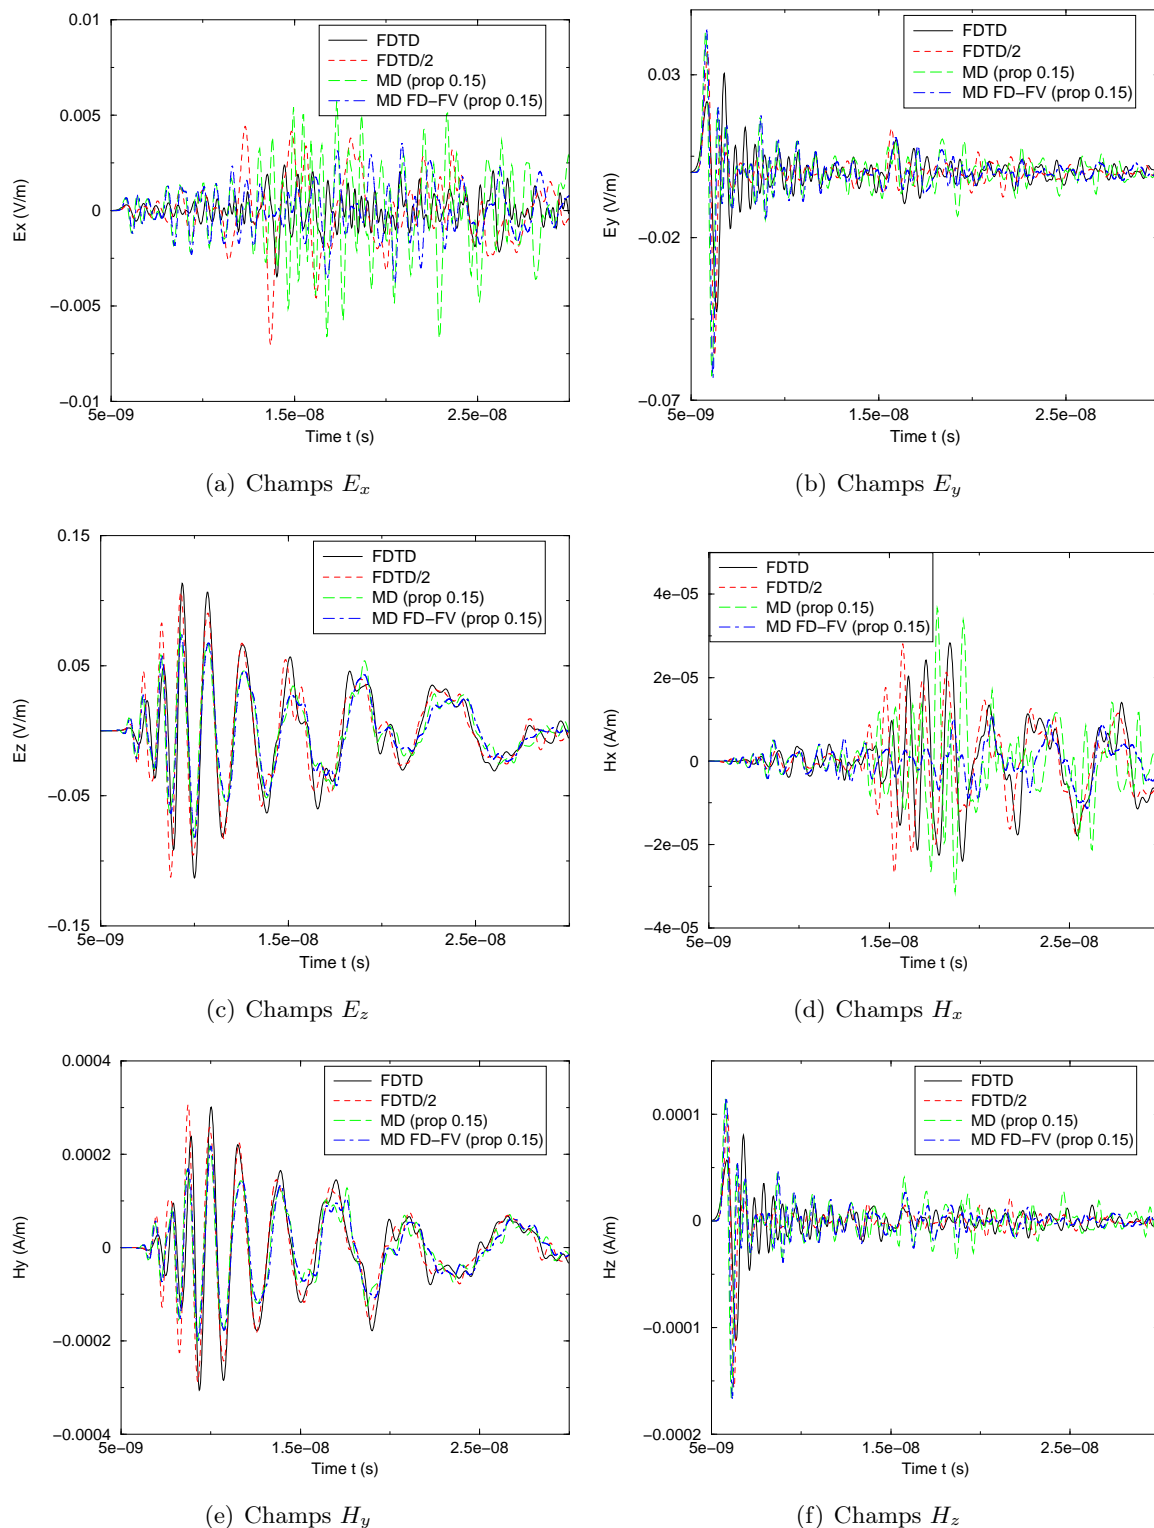 0.01
0.005
0
−0.005
−0.01
Ex (V/m)
5e−09
1.5e−08
2.5e−08
Time t (s)
FDTD
FDTD/2
MD (prop 0.15)
MD FD−FV (prop 0.15)
(a) Champs Ex
0.03
−0.02
−0.07
Ey (V/m)
5e−09
1.5e−08
2.5e−08
Time t (s)
FDTD
FDTD/2
MD (prop 0.15)
MD FD−FV (prop 0.15)
(b) Champs Ey
0.15
0.05
−0.05
−0.15
Ez (V/m)
5e−09
1.5e−08
2.5e−08
Time t (s)
FDTD
FDTD/2
MD (prop 0.15)
MD FD−FV (prop 0.15)
(c) Champs Ez
4e−05
2e−05
0
−2e−05
−4e−05
Hx (A/m)
5e−09
1.5e−08
2.5e−08
Time t (s)
FDTD
FDTD/2
MD (prop 0.15)
MD FD−FV (prop 0.15)
(d) Champs Hx
0.0004
0.0002
0
−0.0002
−0.0004
Hy (A/m)
5e−09
1.5e−08
2.5e−08
Time t (s)
FDTD
FDTD/2
MD (prop 0.15)
MD FD−FV (prop 0.15)
(e) Champs Hy
0.0001
0
−0.0001
−0.0002
Hz (A/m)
5e−09
1.5e−08
2.5e−08
Time t (s)
FDTD
FDTD/2
MD (prop 0.15)
MD FD−FV (prop 0.15)
(f) Champs Hz